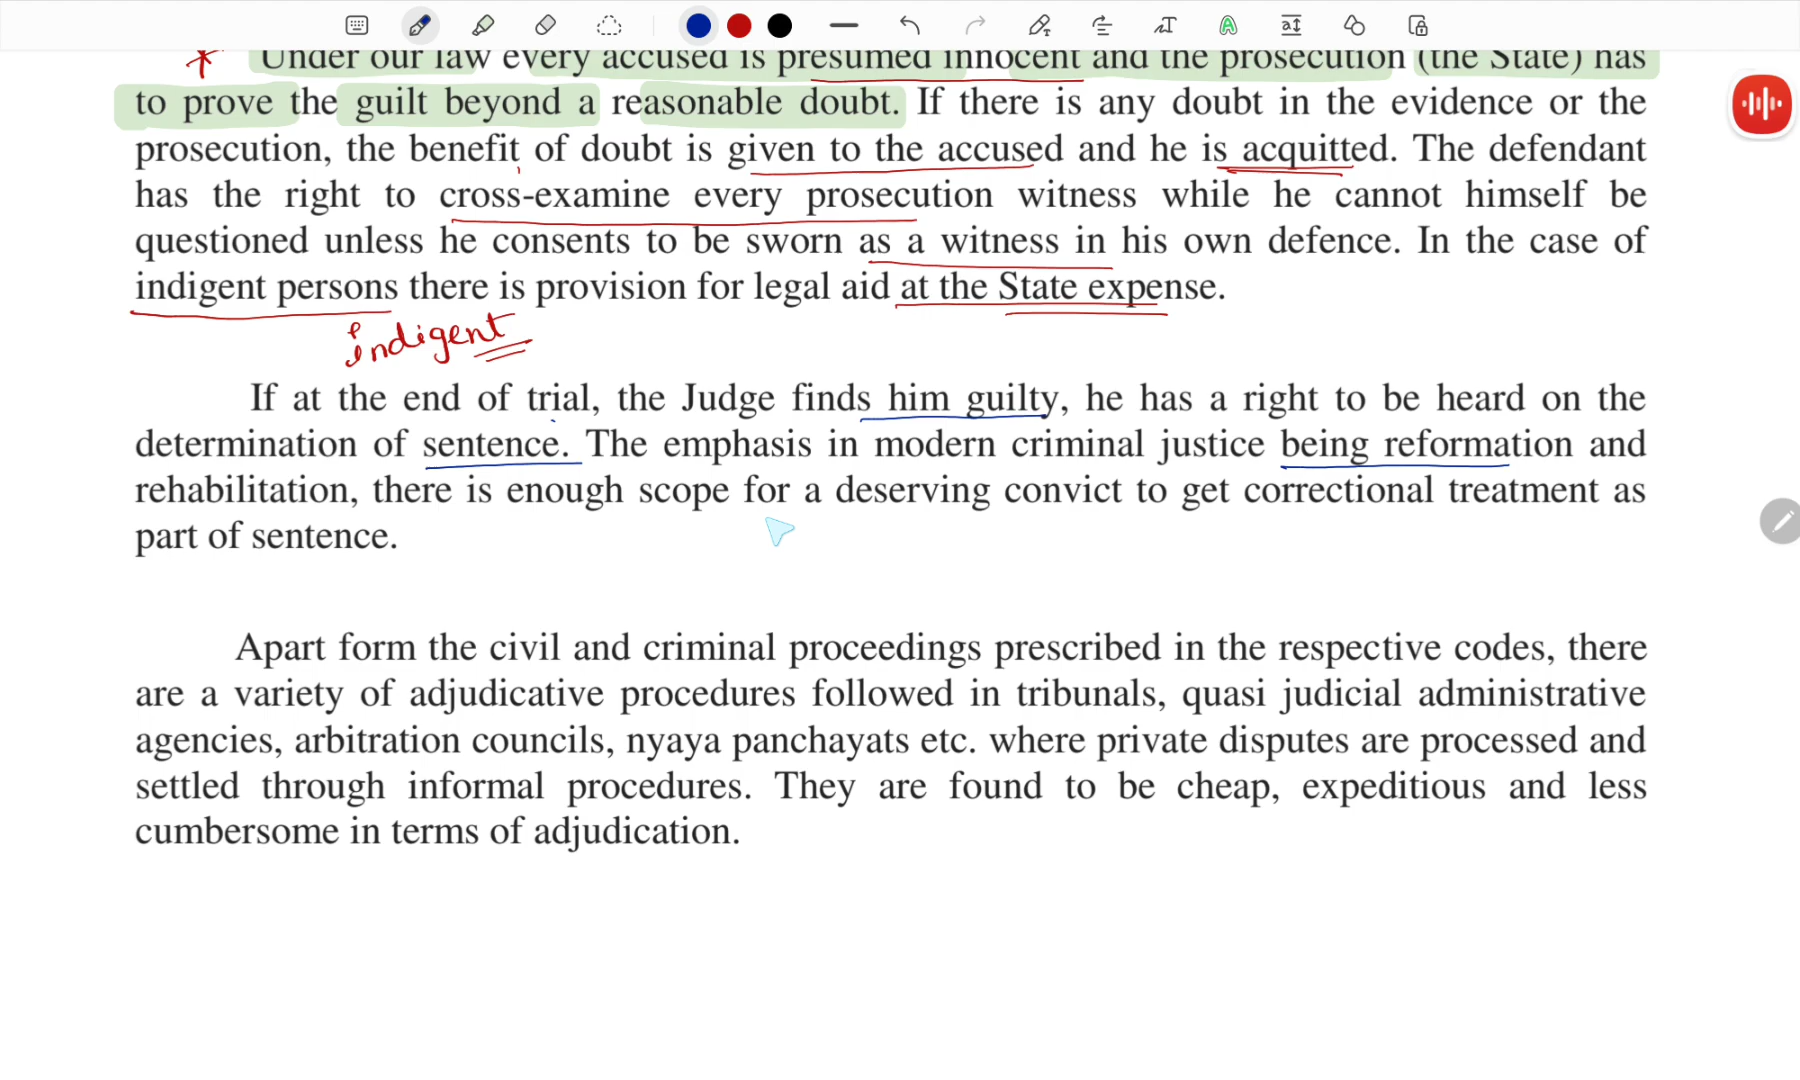 Under our law every accused is presumed innocent and the prosecution (the State) has
to prove the guilt beyond a reasonable doubt. If there is any doubt in the evidence or the
prosecution, the benefit of doubt is given to the accused and he is acquitted. The defendant
has the right to cross-examine every prosecution witness while he cannot himself be
questioned unless he consents to be sworn as a witness in his own defence. In the case of
indigent persons there is provision for legal aid at the State expense.
indigent
If at the end of trial, the Judge finds him guilty, he has a right to be heard on the
determination of sentence. The emphasis in modern criminal justice being reformation and
rehabilitation, there is enough scope for a deserving convict to get correctional treatment as
part of sentence.
Apart form the civil and criminal proceedings prescribed in the respective codes, there
are a variety of adjudicative procedures followed in tribunals, quasi judicial administrative
agencies, arbitration councils, nyaya panchayats etc. where private disputes are processed and
settled through informal procedures. They are found to be cheap, expeditious and less
cumbersome in terms of adjudication.